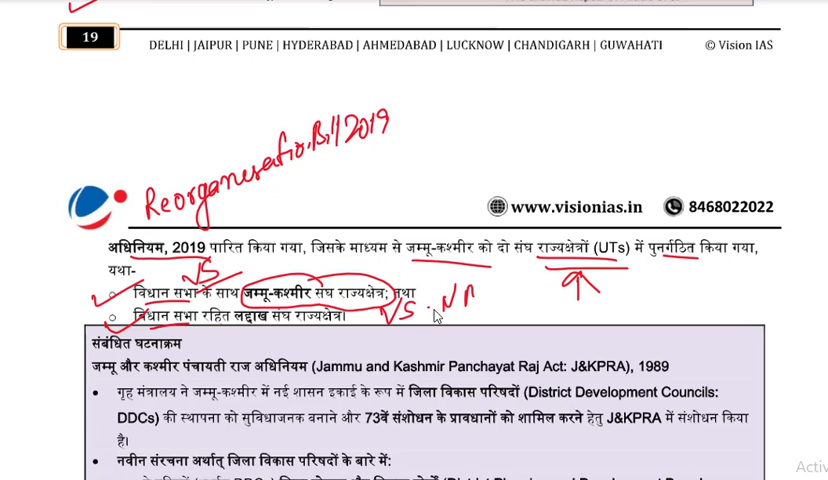 19
DELHI | JAIPUR | PUNE | HYDERABAD | AHMEDABAD | LUCKNOW | CHANDIGARH | GUWAHATI
© Vision IAS
Bill 2019
www.visionias.in
8468022022
अधिनियम, 2019 पारित किया गया, जिसके माध्यम से जम्मू-कश्मीर को दो संघ राज्यक्षेत्रों (UTs) में पुनर्गठित किया गया,
यथा-
VS
○ विधान सभा के साथ जम्मू-कश्मीर संघ राज्यक्षेत्र; तथा
○ विधान सभा रहित लद्दाख संघ राज्यक्षेत्र।
VS
संबंधित घटनाक्रम
जम्मू और कश्मीर पंचायती राज अधिनियम (Jammu and Kashmir Panchayat Raj Act: J&KPRA), 1989
• गृह मंत्रालय ने जम्मू-कश्मीर में नई शासन इकाई के रूप में जिला विकास परिषदों (District Development Councils:
DDCs) की स्थापना को सुविधाजनक बनाने और 73वें संशोधन के प्रावधानों को शामिल करने हेतु J&KPRA में संशोधन किया
है।
• नवीन संरचना अर्थात् जिला विकास परिषदों के बारे में:
Activ